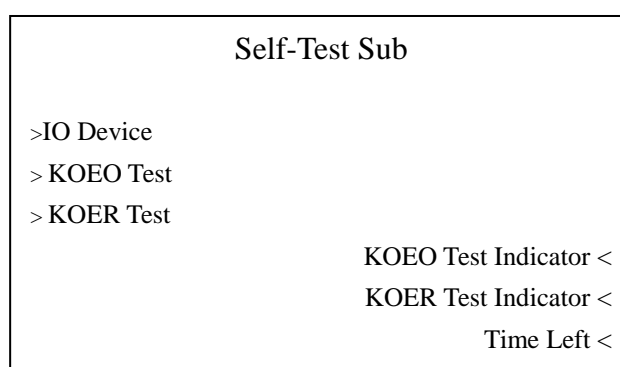 Self-Test Sub
>IO Device
> KOEO Test
> KOER Test
KOEO Test Indicator <
KOER Test Indicator <
Time Left <